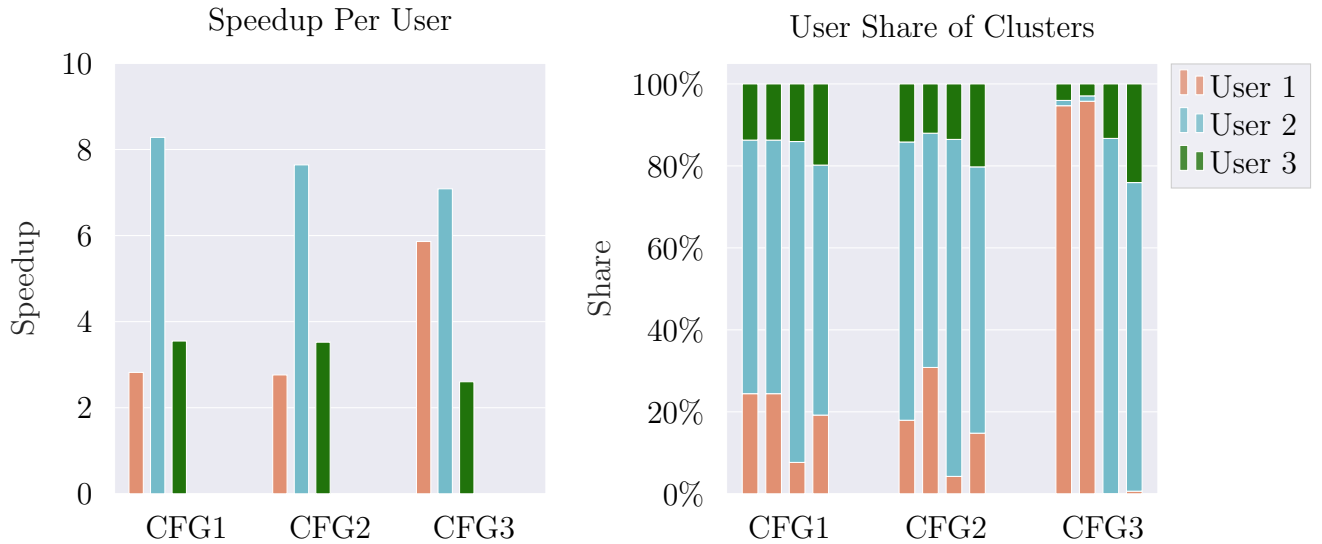 Speedup Per User
Speedup
10
8
6
4
2
0
CFG1 CFG2 CFG3
User Share of Clusters
Share
100%
80%
60%
40%
20%
0%
CFG1 CFG2 CFG3
User 1
User 2
User 3